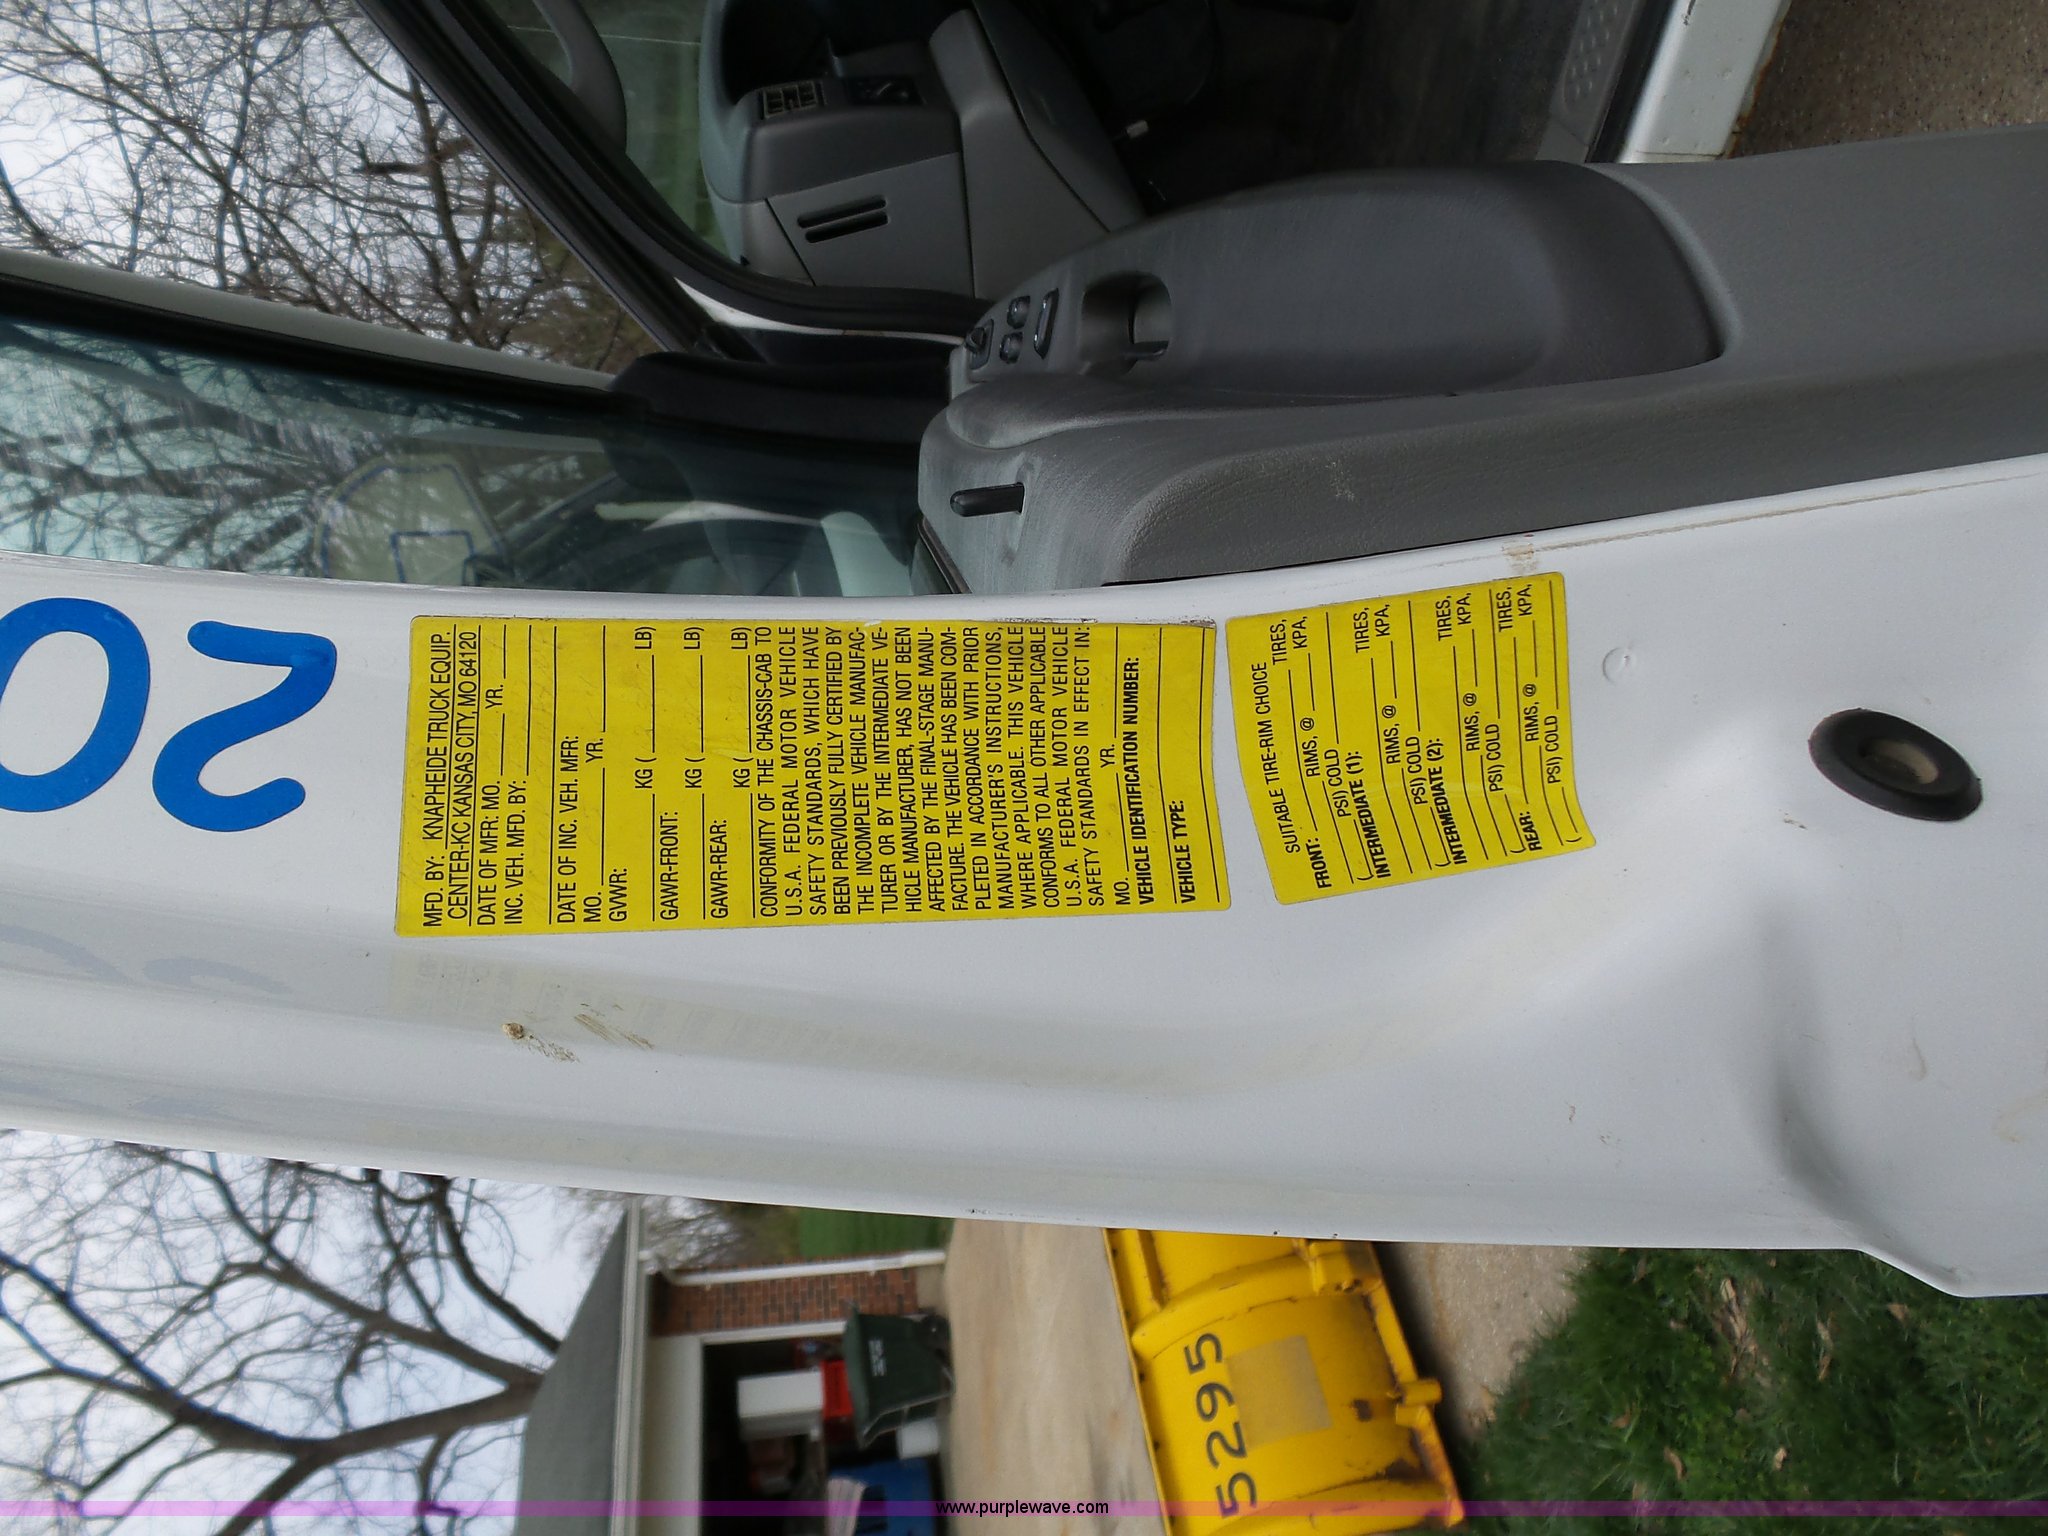 MFD. BY: KNAPHEIDE TRUCK EQUIP.
CENTER-KC KANSAS CITY, MO 64120
DATE OF MFR: MO. YR.
INC. VEH. MFD. BY:
DATE OF INC. VEH. MFR:
MO. YR.
GVWR:
KG ( LB)
GAWR-FRONT:
KG ( LB)
GAWR-REAR:
KG ( LB)
CONFORMITY OF THE CHASSIS-CAB TO
U.S.A. FEDERAL MOTOR VEHICLE
SAFETY STANDARDS, WHICH HAVE
BEEN PREVIOUSLY FULLY CERTIFIED BY
THE INCOMPLETE VEHICLE MANUFAC-
TURER OR BY THE INTERMEDIATE VE-
HICLE MANUFACTURER, HAS NOT BEEN
AFFECTED BY THE FINAL-STAGE MANU-
FACTURE. THE VEHICLE HAS BEEN COM-
PLETED IN ACCORDANCE WITH PRIOR
MANUFACTURER'S INSTRUCTIONS,
WHERE APPLICABLE. THIS VEHICLE
CONFORMS TO ALL OTHER APPLICABLE
U.S.A. FEDERAL MOTOR VEHICLE
SAFETY STANDARDS IN EFFECT IN:
MO. YR.
VEHICLE IDENTIFICATION NUMBER:
VEHICLE TYPE:
SUITABLE TIRE-RIM CHOICE
FRONT: TIRES,
RIMS, @ KPA,
( PSI) COLD
INTERMEDIATE (1): TIRES,
RIMS, @ KPA,
( PSI) COLD
INTERMEDIATE (2): TIRES,
RIMS, @ KPA,
( PSI) COLD
REAR: TIRES,
RIMS, @ KPA,
( PSI) COLD
20
5295
www.purplewave.com